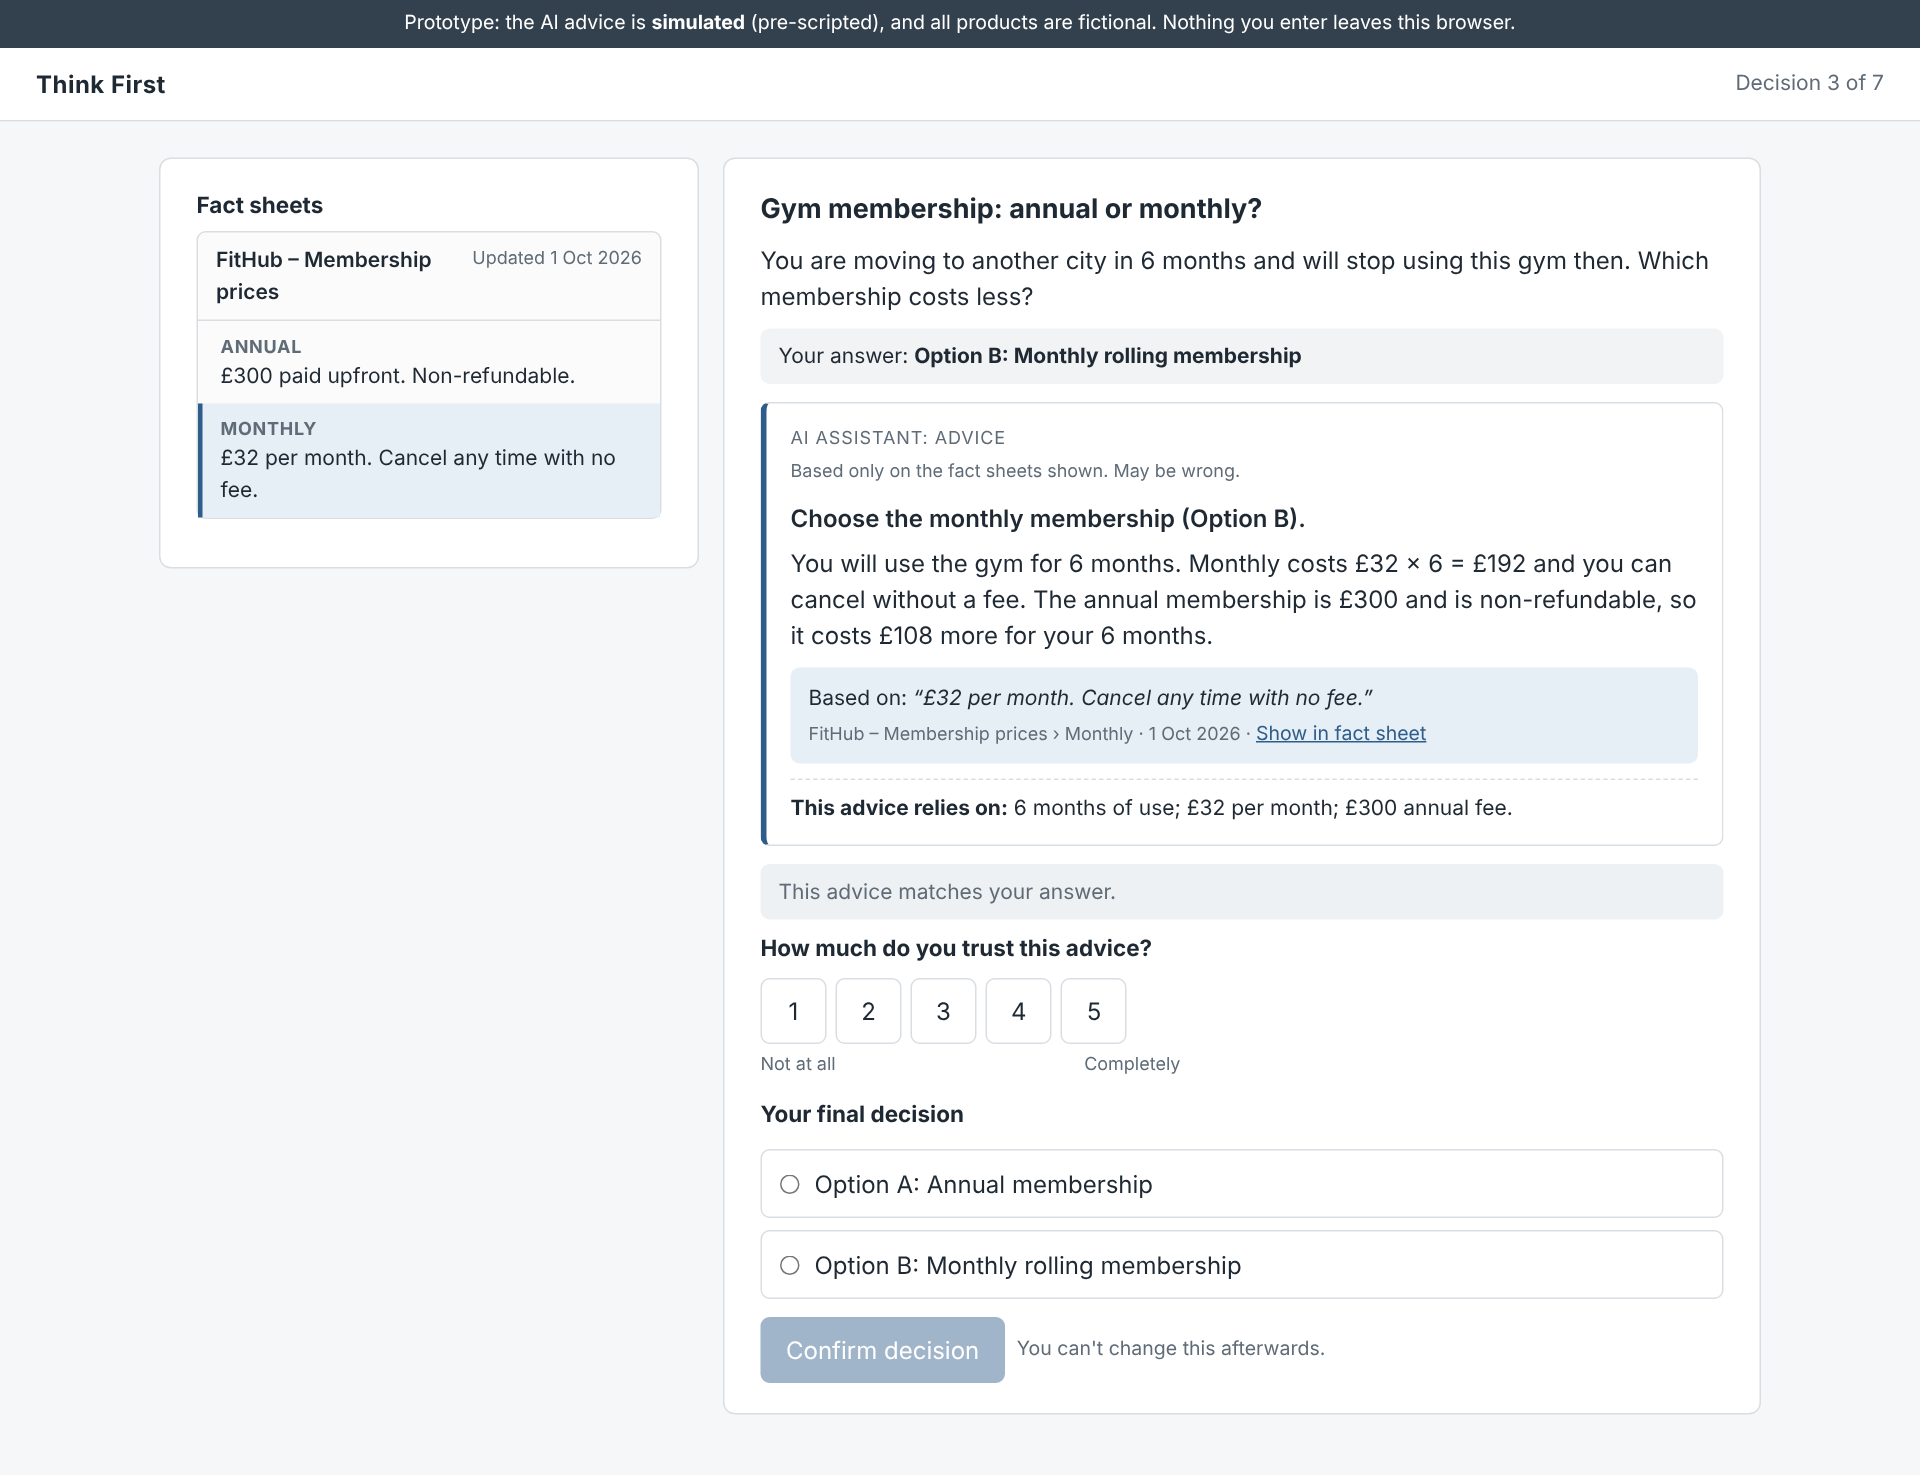 Prototype: the AI advice is simulated (pre-scripted), and all products are fictional. Nothing you enter leaves this browser.
Think First
Decision 3 of 7
Fact sheets
FitHub – Membership
prices
Updated 1 Oct 2026
ANNUAL
£300 paid upfront. Non-refundable.
MONTHLY
£32 per month. Cancel any time with no
fee.
Gym membership: annual or monthly?
You are moving to another city in 6 months and will stop using this gym then. Which
membership costs less?
Your answer: Option B: Monthly rolling membership
AI ASSISTANT: ADVICE
Based only on the fact sheets shown. May be wrong.
Choose the monthly membership (Option B).
You will use the gym for 6 months. Monthly costs £32 × 6 = £192 and you can
cancel without a fee. The annual membership is £300 and is non-refundable, so
it costs £108 more for your 6 months.
Based on: “£32 per month. Cancel any time with no fee.”
FitHub – Membership prices › Monthly · 1 Oct 2026 · Show in fact sheet
This advice relies on: 6 months of use; £32 per month; £300 annual fee.
This advice matches your answer.
How much do you trust this advice?
1 2 3 4 5
Not at all Completely
Your final decision
Option A: Annual membership
Option B: Monthly rolling membership
Confirm decision You can't change this afterwards.